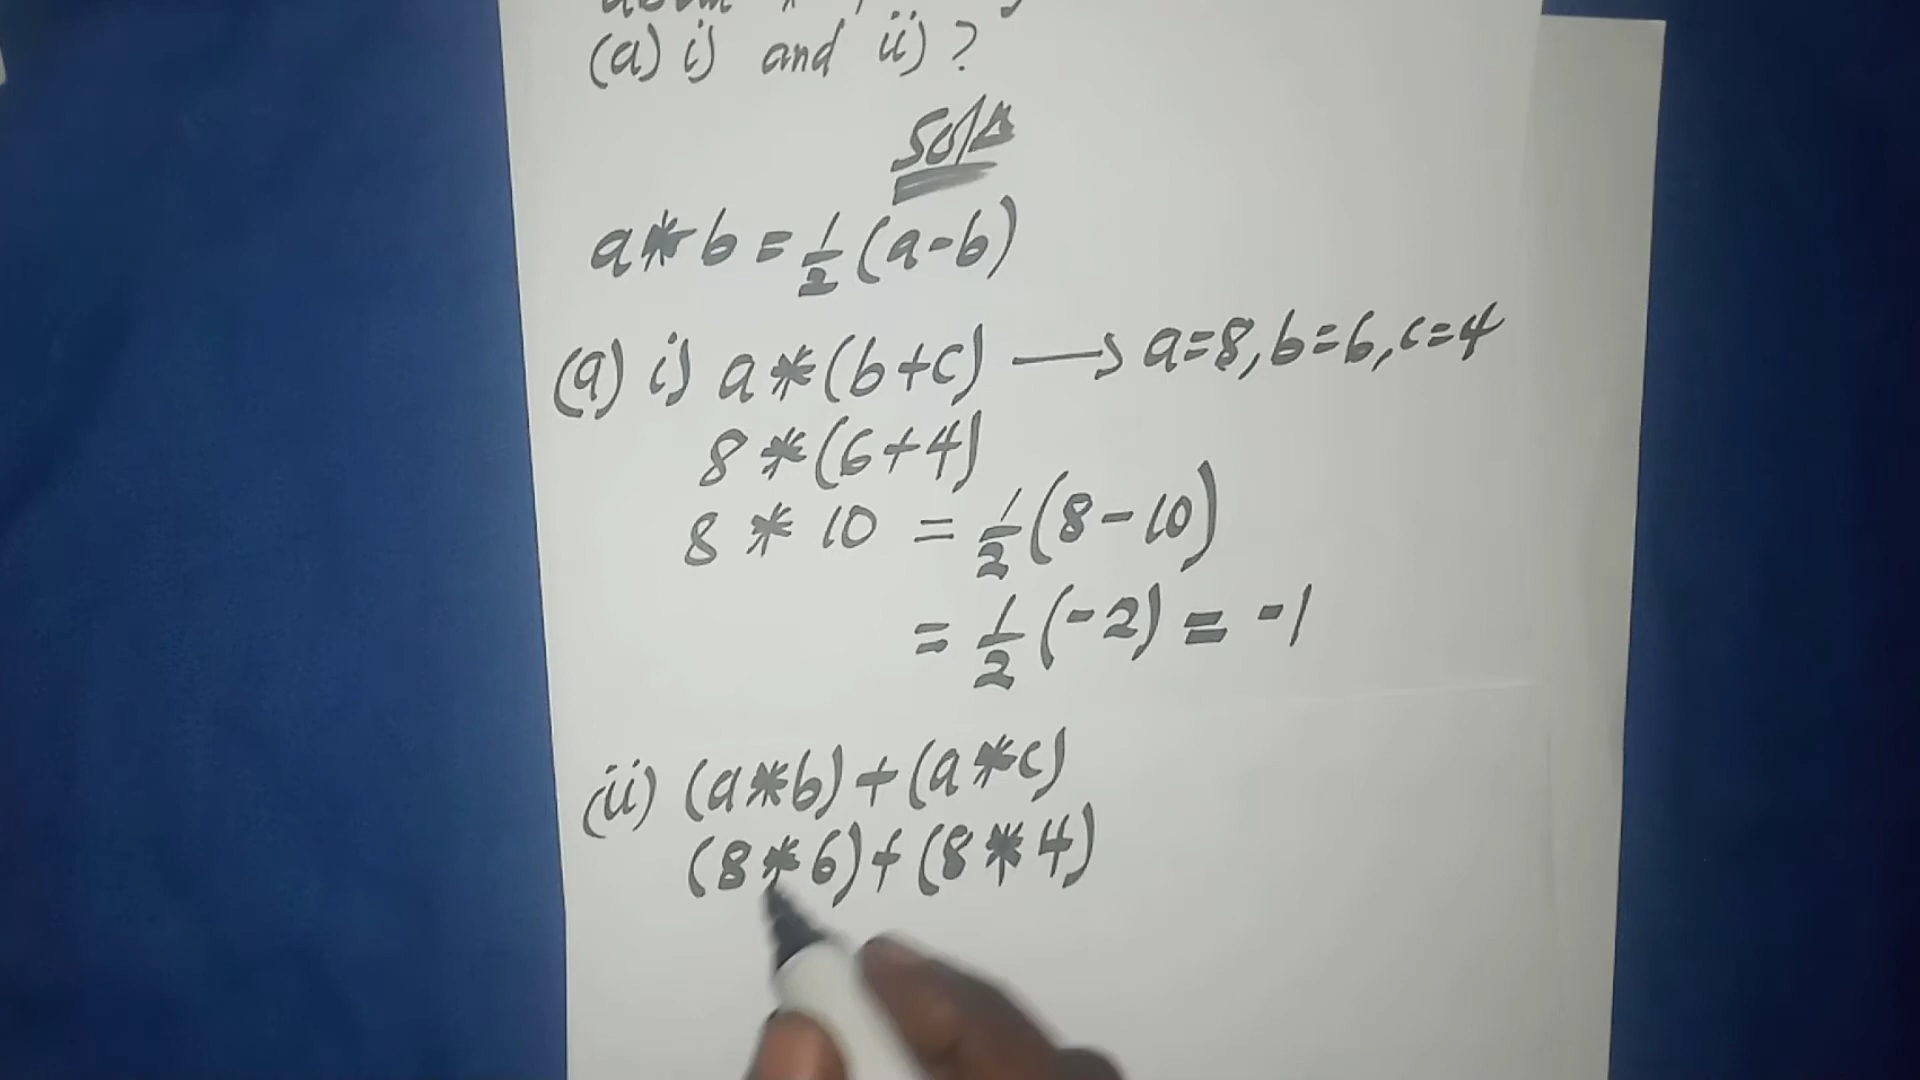 (a) i) and ii)?
Soln
a*b = 1/2 (a-b)
(a) i) a*(b+c) → a=8, b=6, c=4
8*(6+4)
8 * 10 = 1/2 (8-10)
= 1/2 (-2) = -1
(ii) (a*b)+(a*c)
(8*6)+(8*4)